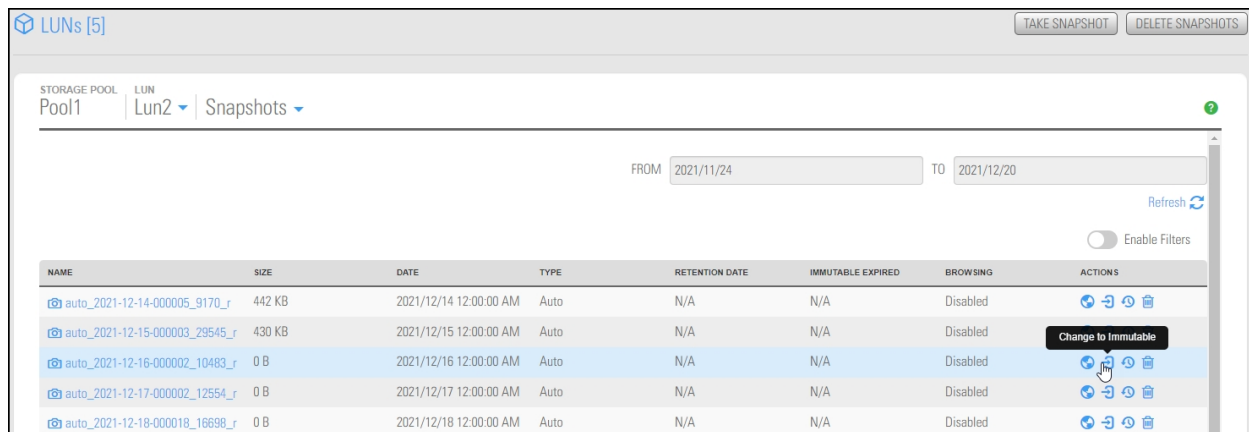 LUNs [5]
TAKE SNAPSHOT DELETE SNAPSHOTS
STORAGE POOL LUN
Pool1 Lun2 Snapshots
?
FROM 2021/11/24 TO 2021/12/20
Refresh
Enable Filters
NAME SIZE DATE TYPE RETENTION DATE IMMUTABLE EXPIRED BROWSING ACTIONS
auto_2021-12-14-000005_9170_r 442 KB 2021/12/14 12:00:00 AM Auto N/A N/A Disabled
auto_2021-12-15-000003_29545_r 430 KB 2021/12/15 12:00:00 AM Auto N/A N/A Disabled
Change to Immutable
auto_2021-12-16-000002_10483_r 0 B 2021/12/16 12:00:00 AM Auto N/A N/A Disabled
auto_2021-12-17-000002_12554_r 0 B 2021/12/17 12:00:00 AM Auto N/A N/A Disabled
auto_2021-12-18-000018_16698_r 0 B 2021/12/18 12:00:00 AM Auto N/A N/A Disabled